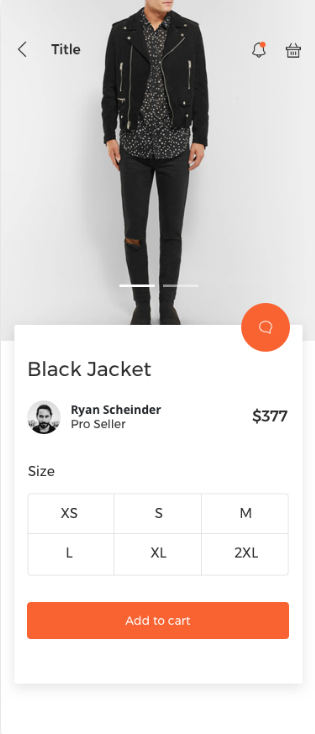 Title
Black Jacket
Ryan Scheinder
Pro Seller
$377
Size
XS S M
L XL 2XL
Add to cart